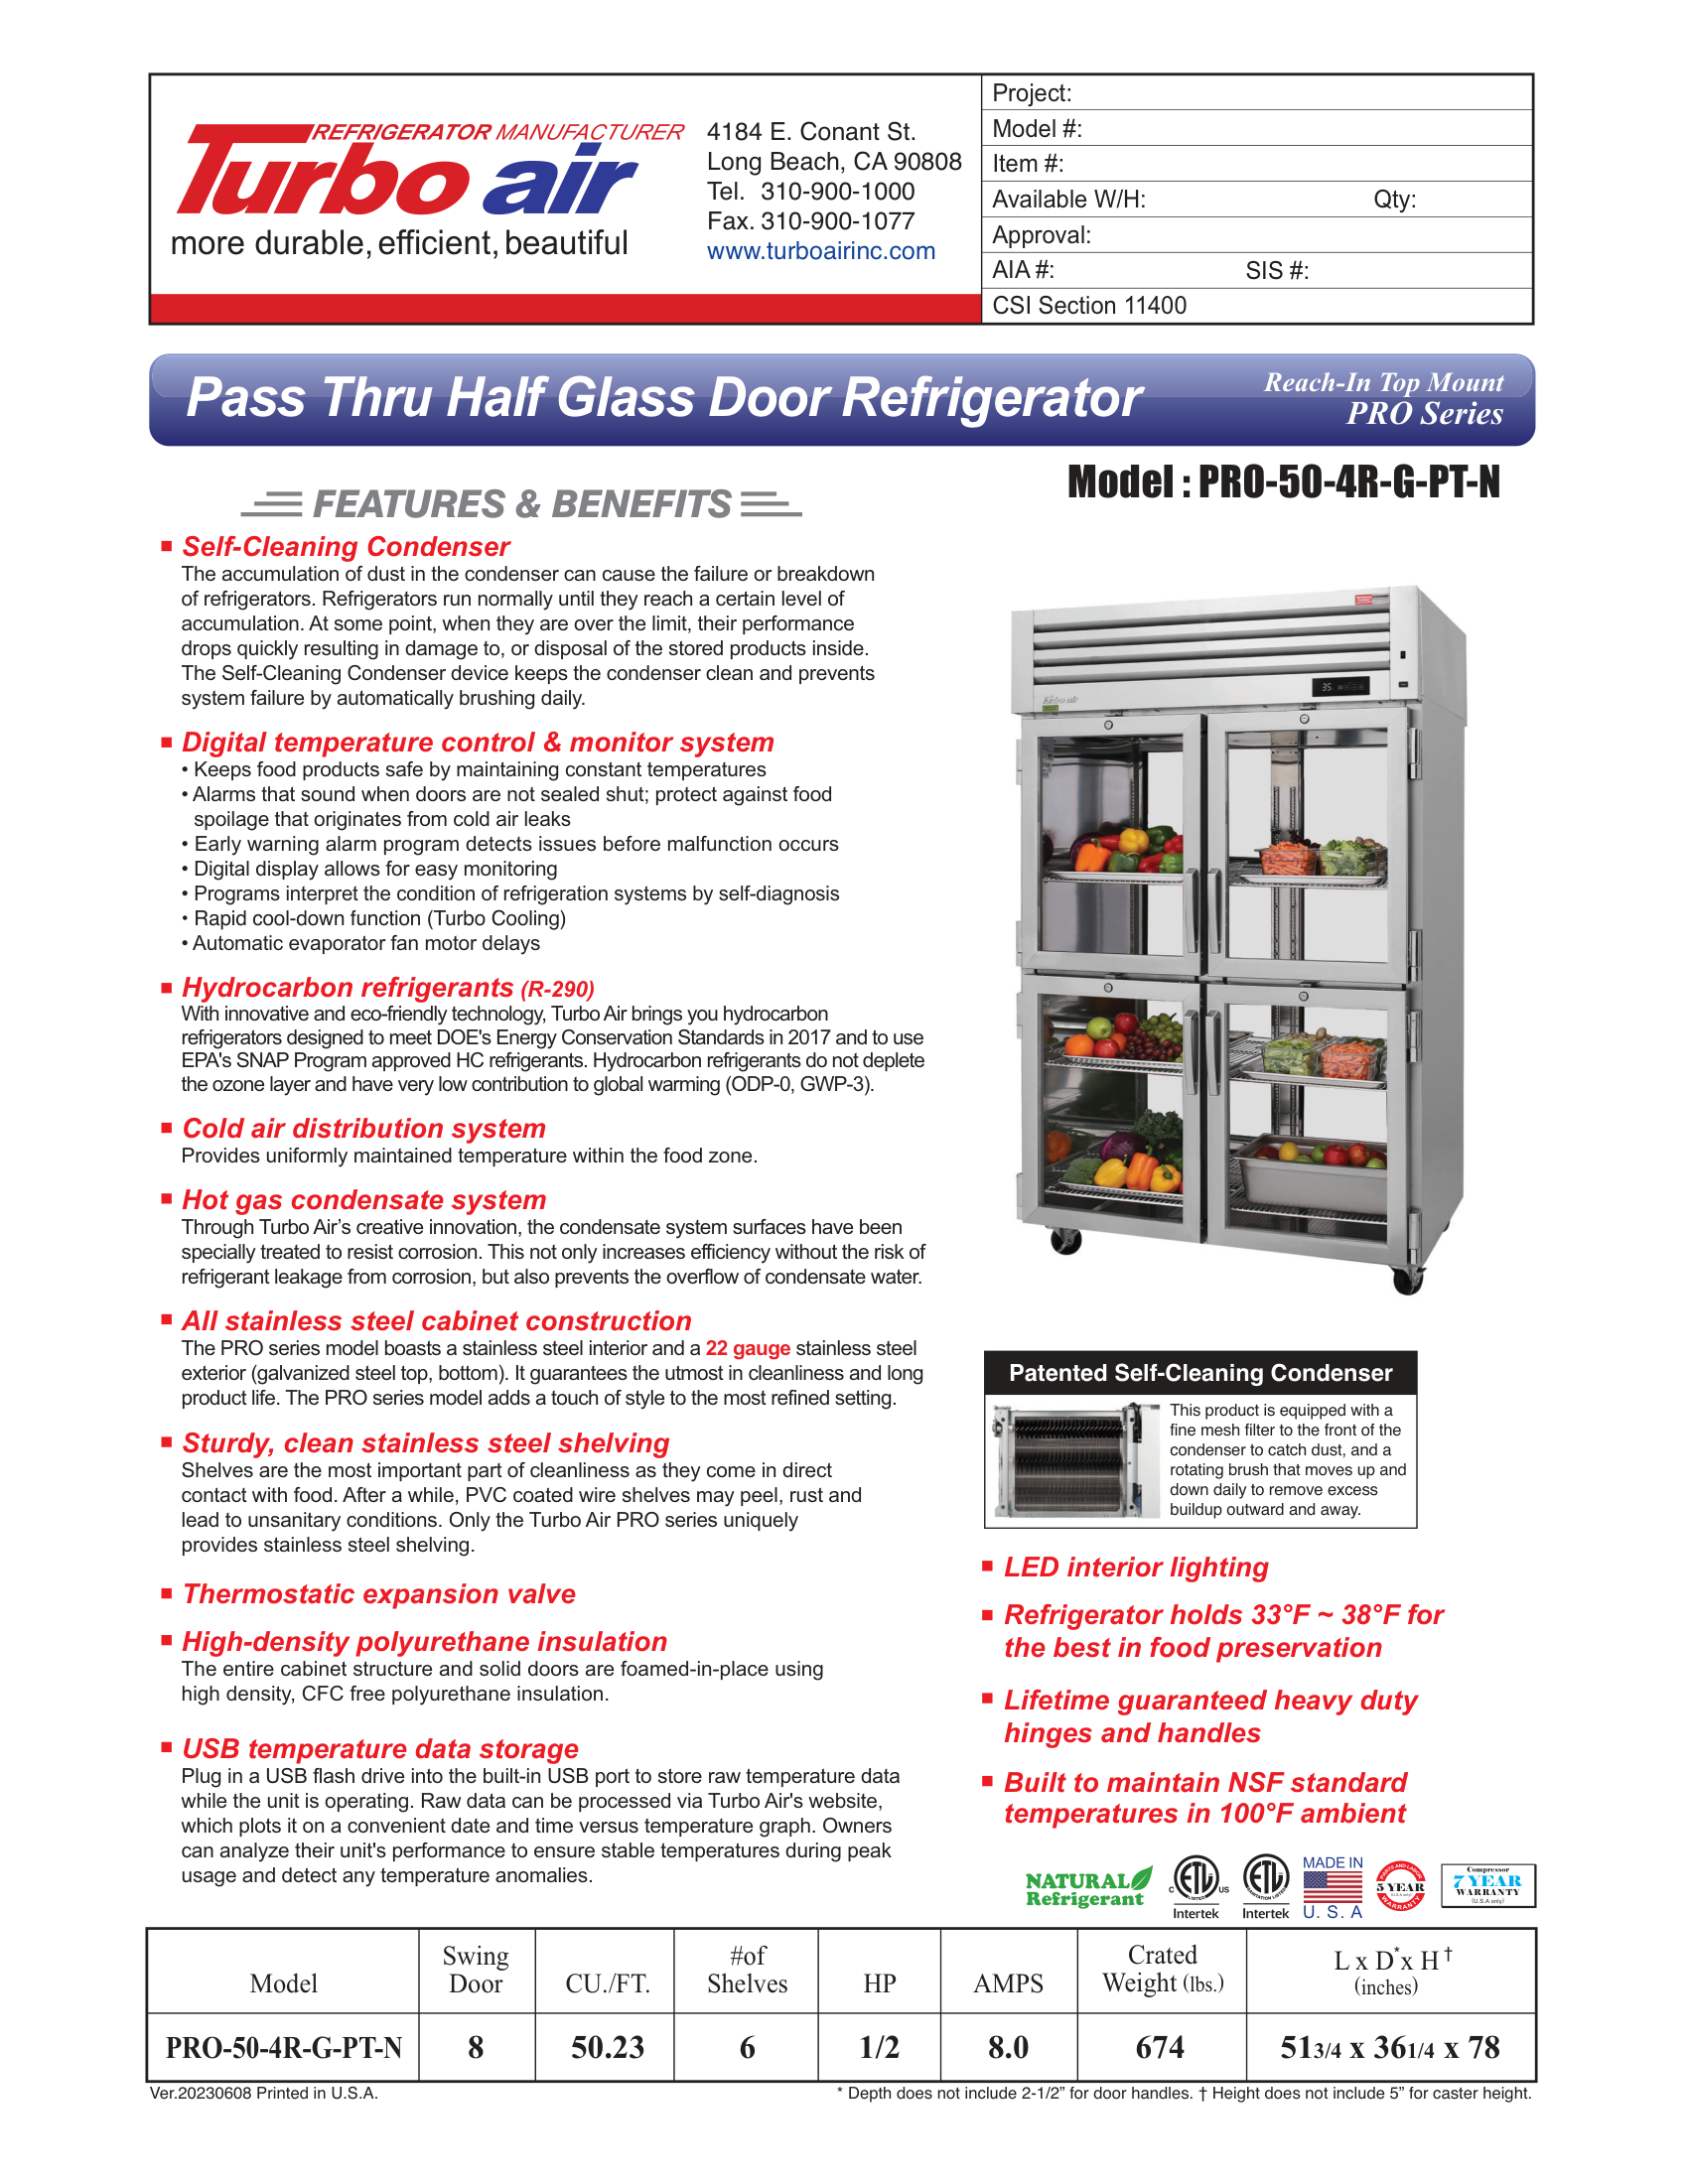 REFRIGERATOR MANUFACTURER
Turbo air
more durable, efficient, beautiful
4184 E. Conant St.
Long Beach, CA 90808
Tel. 310-900-1000
Fax. 310-900-1077
www.turboairinc.com
Project:
Model #:
Item #:
Available W/H: Qty:
Approval:
AIA #: SIS #:
CSI Section 11400
Pass Thru Half Glass Door Refrigerator
Reach-In Top Mount
PRO Series
Model : PRO-50-4R-G-PT-N
FEATURES & BENEFITS
Self-Cleaning Condenser
The accumulation of dust in the condenser can cause the failure or breakdown
of refrigerators. Refrigerators run normally until they reach a certain level of
accumulation. At some point, when they are over the limit, their performance
drops quickly resulting in damage to, or disposal of the stored products inside.
The Self-Cleaning Condenser device keeps the condenser clean and prevents
system failure by automatically brushing daily.
Digital temperature control & monitor system
• Keeps food products safe by maintaining constant temperatures
• Alarms that sound when doors are not sealed shut; protect against food
spoilage that originates from cold air leaks
• Early warning alarm program detects issues before malfunction occurs
• Digital display allows for easy monitoring
• Programs interpret the condition of refrigeration systems by self-diagnosis
• Rapid cool-down function (Turbo Cooling)
• Automatic evaporator fan motor delays
Hydrocarbon refrigerants (R-290)
With innovative and eco-friendly technology, Turbo Air brings you hydrocarbon
refrigerators designed to meet DOE's Energy Conservation Standards in 2017 and to use
EPA's SNAP Program approved HC refrigerants. Hydrocarbon refrigerants do not deplete
the ozone layer and have very low contribution to global warming (ODP-0, GWP-3).
Cold air distribution system
Provides uniformly maintained temperature within the food zone.
Hot gas condensate system
Through Turbo Air’s creative innovation, the condensate system surfaces have been
specially treated to resist corrosion. This not only increases efficiency without the risk of
refrigerant leakage from corrosion, but also prevents the overflow of condensate water.
All stainless steel cabinet construction
The PRO series model boasts a stainless steel interior and a 22 gauge stainless steel
exterior (galvanized steel top, bottom). It guarantees the utmost in cleanliness and long
product life. The PRO series model adds a touch of style to the most refined setting.
Sturdy, clean stainless steel shelving
Shelves are the most important part of cleanliness as they come in direct
contact with food. After a while, PVC coated wire shelves may peel, rust and
lead to unsanitary conditions. Only the Turbo Air PRO series uniquely
provides stainless steel shelving.
Thermostatic expansion valve
High-density polyurethane insulation
The entire cabinet structure and solid doors are foamed-in-place using
high density, CFC free polyurethane insulation.
USB temperature data storage
Plug in a USB flash drive into the built-in USB port to store raw temperature data
while the unit is operating. Raw data can be processed via Turbo Air's website,
which plots it on a convenient date and time versus temperature graph. Owners
can analyze their unit's performance to ensure stable temperatures during peak
usage and detect any temperature anomalies.
35
Turbo air
Patented Self-Cleaning Condenser
This product is equipped with a
fine mesh filter to the front of the
condenser to catch dust, and a
rotating brush that moves up and
down daily to remove excess
buildup outward and away.
LED interior lighting
Refrigerator holds 33°F ~ 38°F for
the best in food preservation
Lifetime guaranteed heavy duty
hinges and handles
Built to maintain NSF standard
temperatures in 100°F ambient
NATURAL
Refrigerant
C ETL US
LISTED
Intertek
ETL
SANITATION LISTED
Intertek
MADE IN
U. S. A
PARTS AND LABOR
5 YEAR
(U.S.A only)
WARRANTY
Compressor
7 YEAR
WARRANTY
(U.S.A only)
Model Swing Door CU./FT. #of Shelves HP AMPS Crated Weight (lbs.) L x D* x H† (inches)
PRO-50-4R-G-PT-N 8 50.23 6 1/2 8.0 674 513/4 x 361/4 x 78
Ver.20230608 Printed in U.S.A.
* Depth does not include 2-1/2” for door handles. † Height does not include 5” for caster height.